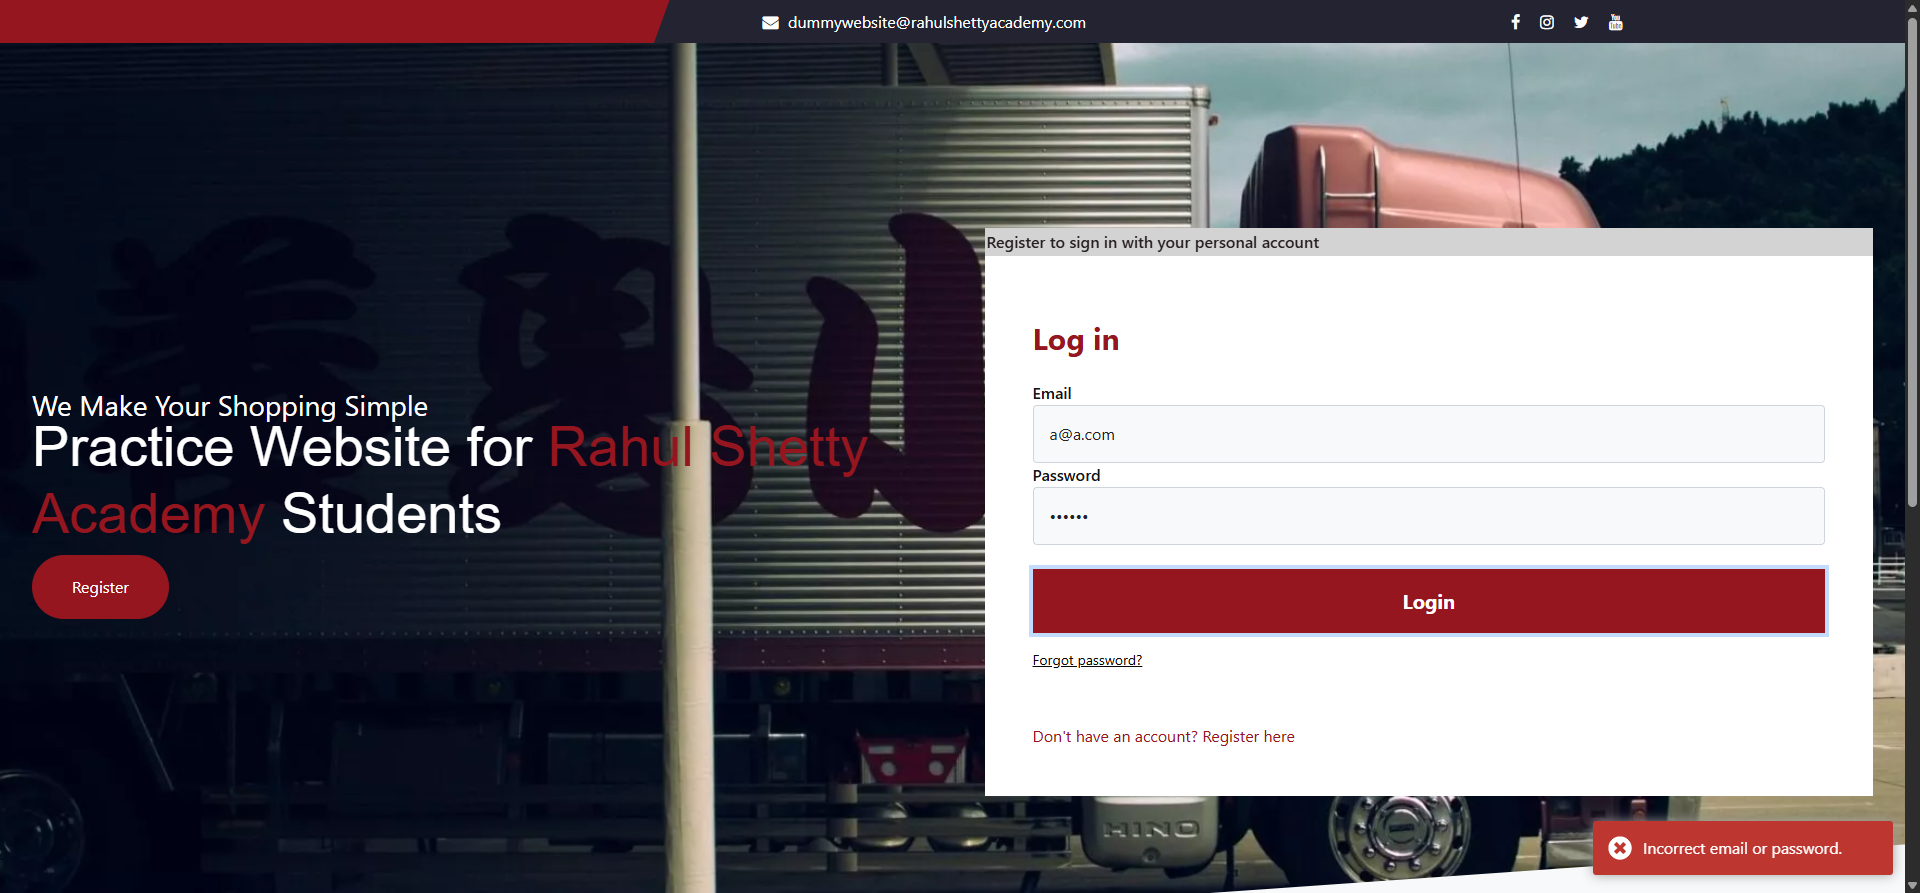 dummywebsite@rahulshettyacademy.com
We Make Your Shopping Simple
Practice Website for Rahul Shetty
Academy Students
Register
Register to sign in with your personal account
Log in
Email
a@a.com
Password
••••••
Login
Forgot password?
Don't have an account? Register here
HINO
Incorrect email or password.